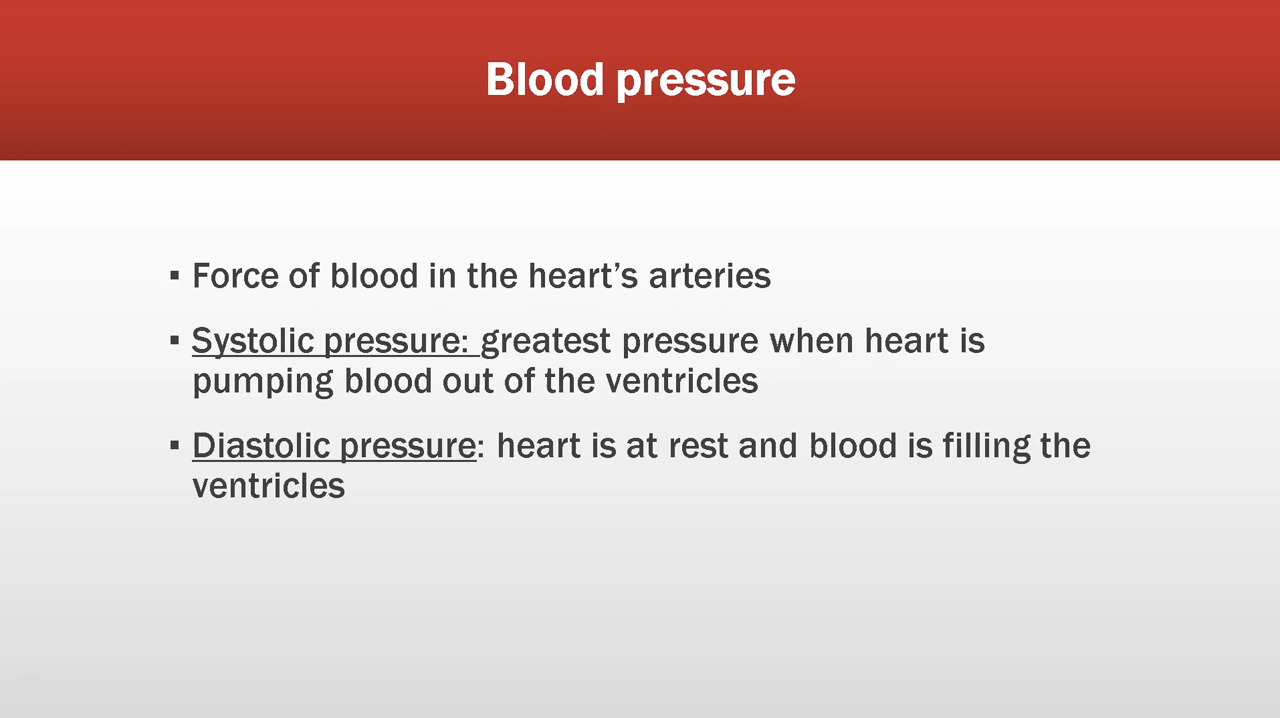 Blood pressure
▪ Force of blood in the heart’s arteries
▪ Systolic pressure: greatest pressure when heart is
pumping blood out of the ventricles
▪ Diastolic pressure: heart is at rest and blood is filling the
ventricles